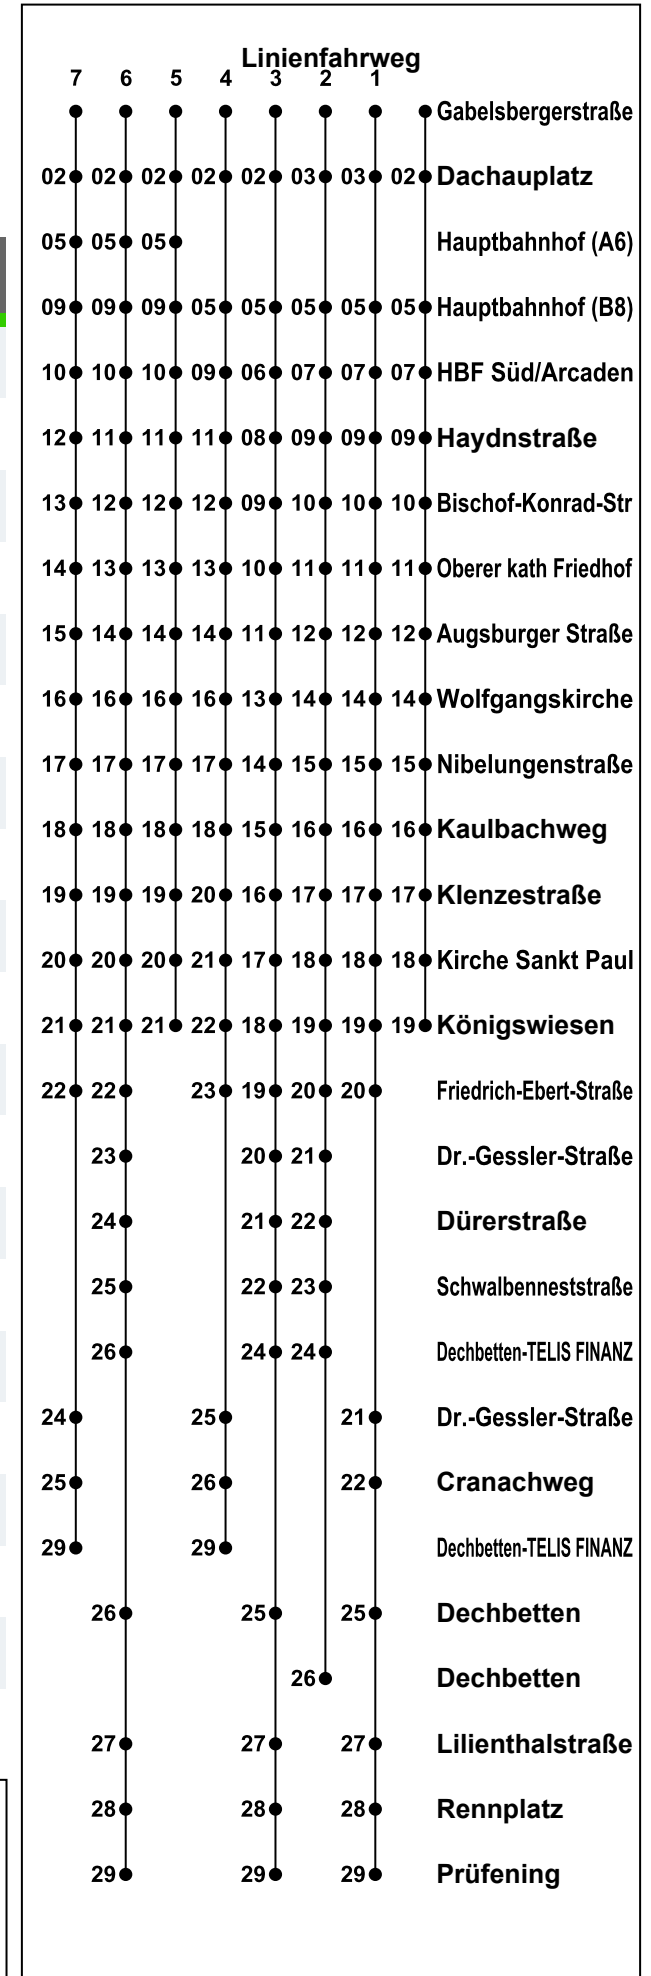 Linienfahrweg
7 6 5 4 3 2 1
Gabelsbergerstraße
02 02 02 02 02 03 03 02 Dachauplatz
05 05 05 Hauptbahnhof (A6)
09 09 09 05 05 05 05 05 Hauptbahnhof (B8)
10 10 10 09 06 07 07 07 HBF Süd/Arcaden
12 11 11 11 08 09 09 09 Haydnstraße
13 12 12 12 09 10 10 10 Bischof-Konrad-Str
14 13 13 13 10 11 11 11 Oberer kath Friedhof
15 14 14 14 11 12 12 12 Augsburger Straße
16 16 16 16 13 14 14 14 Wolfgangskirche
17 17 17 17 14 15 15 15 Nibelungenstraße
18 18 18 18 15 16 16 16 Kaulbachweg
19 19 19 20 16 17 17 17 Klenzestraße
20 20 20 21 17 18 18 18 Kirche Sankt Paul
21 21 21 22 18 19 19 19 Königswiesen
22 22 23 19 20 20 Friedrich-Ebert-Straße
23 20 21 Dr.-Gessler-Straße
24 21 22 Dürerstraße
25 22 23 Schwalbenneststraße
26 24 24 Dechbetten-TELIS FINANZ
24 25 21 Dr.-Gessler-Straße
25 26 22 Cranachweg
29 29 Dechbetten-TELIS FINANZ
26 25 25 Dechbetten
26 Dechbetten
27 27 27 Lilienthalstraße
28 28 28 Rennplatz
29 29 29 Prüfening